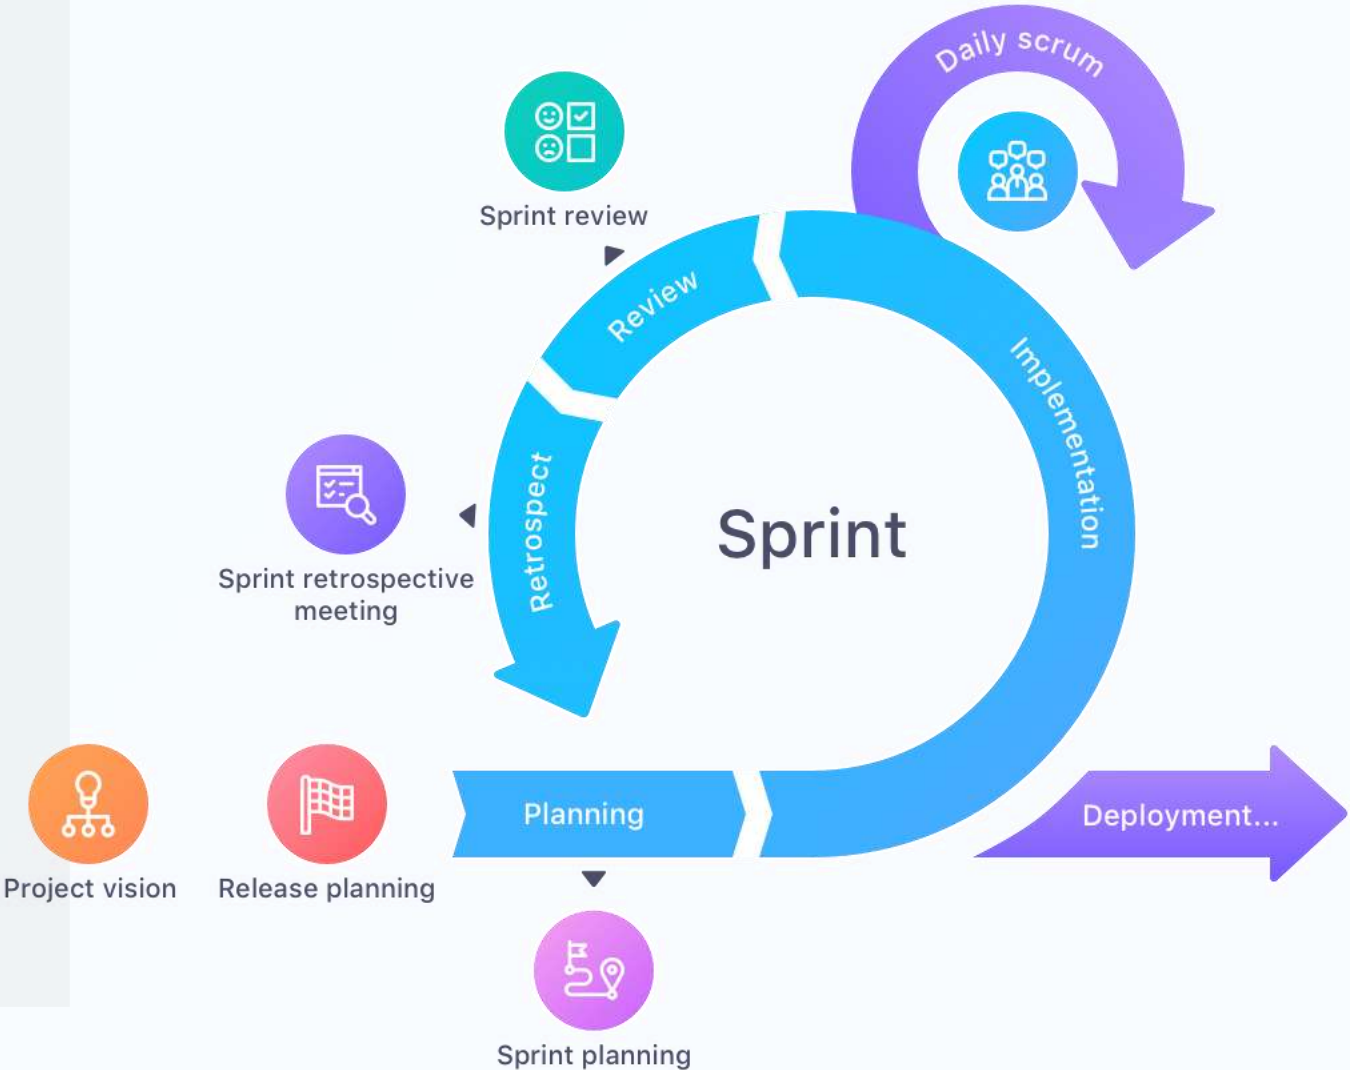 Daily scrum
Sprint review
Review
Implementation
Retrospect
Sprint
Sprint retrospective
meeting
Planning
Deployment...
Project vision
Release planning
Sprint planning